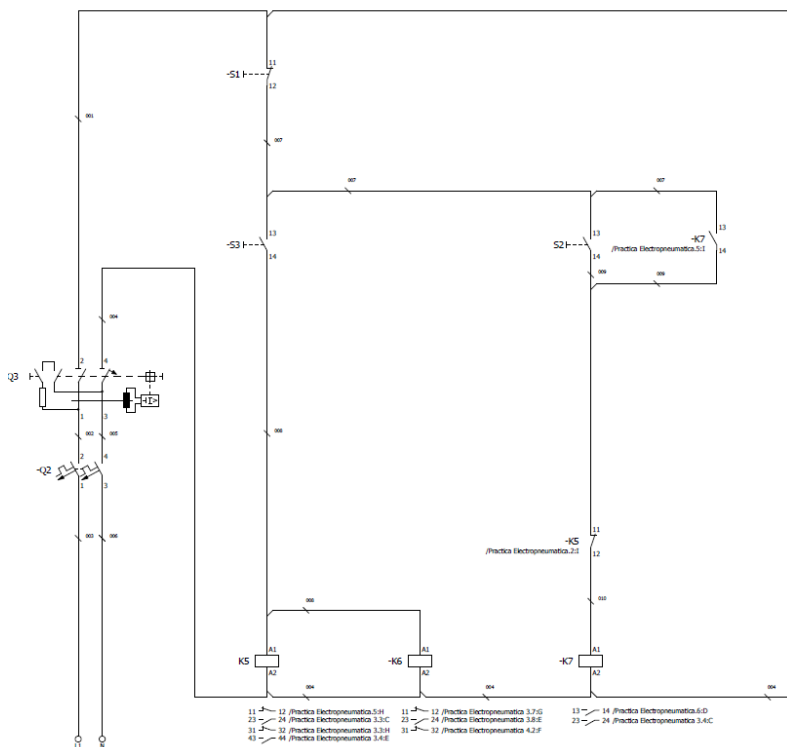 11
-S1
12
001
007
007
007
13
-S3
14
13
S2
14
13
-K7
/Practica Electropneumatica.5:I
14
009
009
004
2
4
Q3
I>
1
3
002
005
2
4
-Q2
1
3
003
006
008
11
-K5
/Practica Electropneumatica.2:I
12
010
008
A1
K5
A2
A1
-K6
A2
A1
-K7
A2
004
004
004
11 12 /Practica Electropneumatica.5:H
23 24 /Practica Electropneumatica 3.3:C
31 32 /Practica Electropneumatica 3.3:H
43 44 /Practica Electropneumatica 3.4:E
11 12 /Practica Electropneumatica 3.7:G
23 24 /Practica Electropneumatica 3.8:E
31 32 /Practica Electropneumatica 4.2:F
13 14 /Practica Electropneumatica.6:D
23 24 /Practica Electropneumatica 3.4:C
L1
N